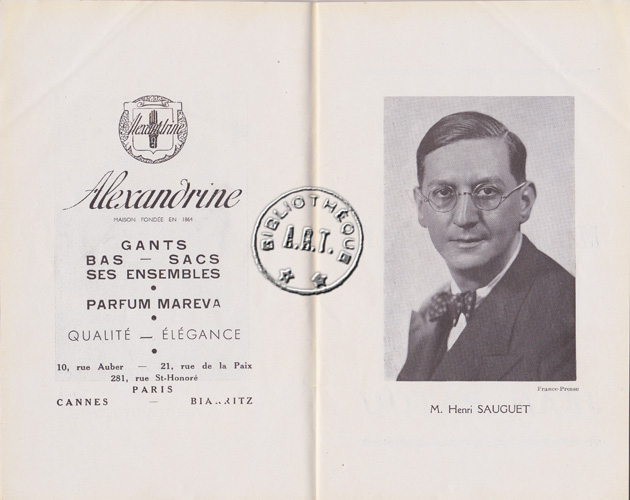 Alexandrine
Alexandrine
MAISON FONDÉE EN 1864
GANTS
BAS — SACS
SES ENSEMBLES
PARFUM MAREVA
QUALITÉ — ÉLÉGANCE
10, rue Auber — 21, rue de la Paix
281, rue St-Honoré
PARIS
CANNES — BIARRITZ
BIBLIOTHÈQUE
A.R.T.
France-Presse
M. Henri SAUGUET